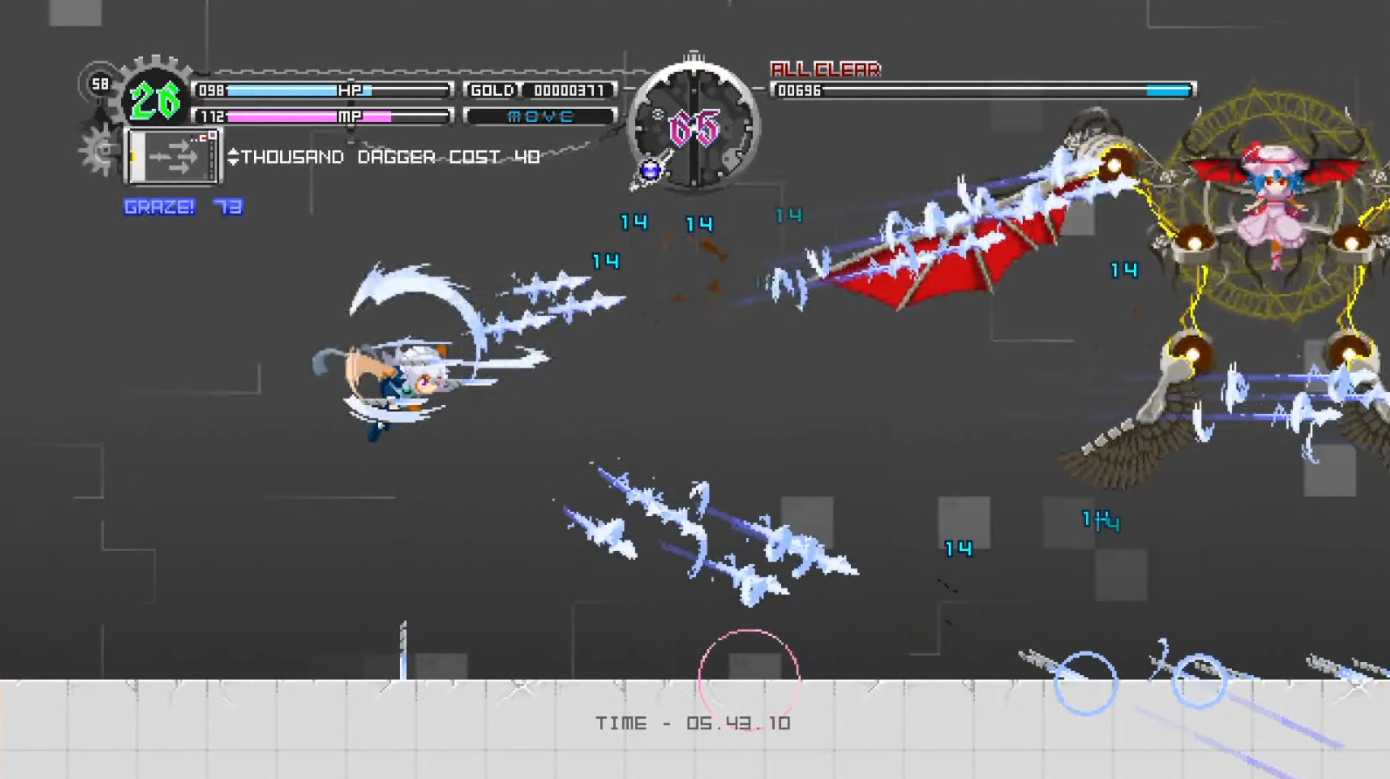 58
26
098 HP
GOLD 00000311
112 MP
MOVE
THOUSAND DAGGER COST 40
GRAZE! 73
65
ALL CLEAR
00696
14 14 14
14
14
14
14
TIME - 05.43.10